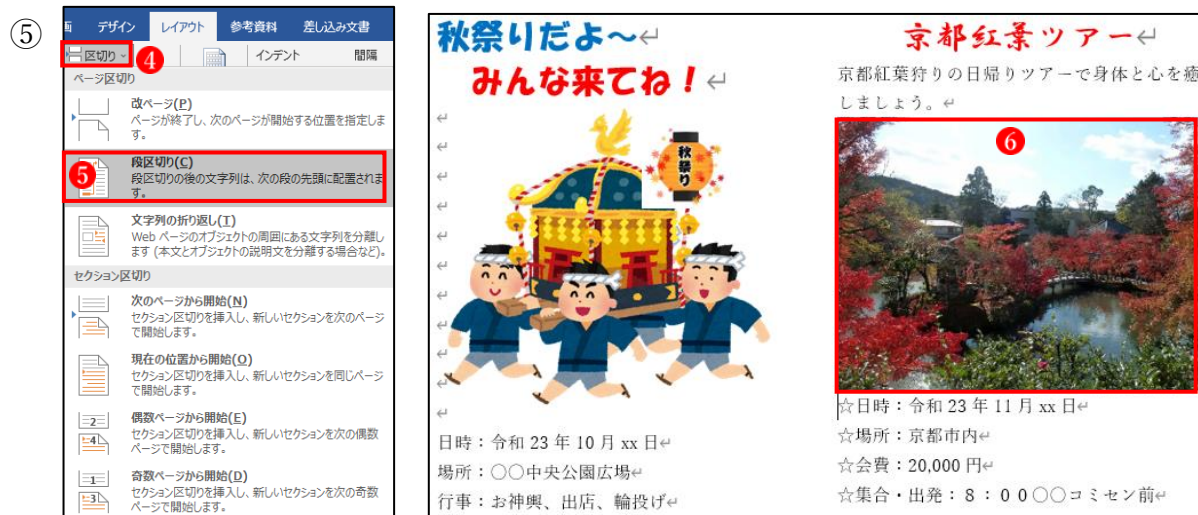 ⑤
画 デザイン レイアウト 参考資料 差し込み文書
区切り 4 インデント 間隔
ページ区切り
改ページ(P)
ページが終了し、次のページが開始する位置を指定しま
す。
5
段区切り(C)
段区切りの後の文字列は、次の段の先頭に配置されま
す。
文字列の折り返し(T)
Web ページのオブジェクトの周囲にある文字列を分離し
ます (本文とオブジェクトの説明文を分離する場合など)。
セクション区切り
次のページから開始(N)
セクション区切りを挿入し、新しいセクションを次のページ
で開始します。
現在の位置から開始(O)
セクション区切りを挿入し、新しいセクションを同じページ
で開始します。
偶数ページから開始(E)
セクション区切りを挿入し、新しいセクションを次の偶数
ページで開始します。
奇数ページから開始(D)
セクション区切りを挿入し、新しいセクションを次の奇数
ページで開始します。
秋祭りだよ～↵
みんな来てね！↵
秋祭り
日時：令和 23 年 10 月 xx 日↵
場所：〇〇中央公園広場↵
行事：お神輿、出店、輪投げ↵
京都紅葉ツアー↵
京都紅葉狩りの日帰りツアーで身体と心を癒
しましょう。↵
6
☆日時：令和 23 年 11 月 xx 日↵
☆場所：京都市内↵
☆会費：20,000 円↵
☆集合・出発：８：００〇〇コミセン前↵